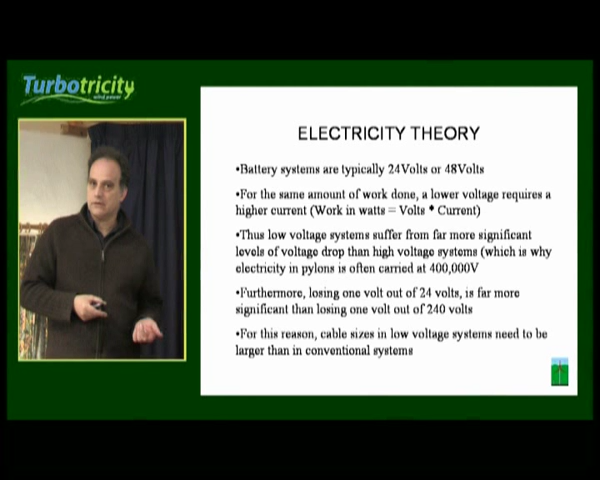 Turbotricity
wind power
ELECTRICITY THEORY
•Battery systems are typically 24Volts or 48Volts
•For the same amount of work done, a lower voltage requires a
higher current (Work in watts = Volts * Current)
•Thus low voltage systems suffer from far more significant
levels of voltage drop than high voltage systems (which is why
electricity in pylons is often carried at 400,000V
•Furthermore, losing one volt out of 24 volts, is far more
significant than losing one volt out of 240 volts
•For this reason, cable sizes in low voltage systems need to be
larger than in conventional systems